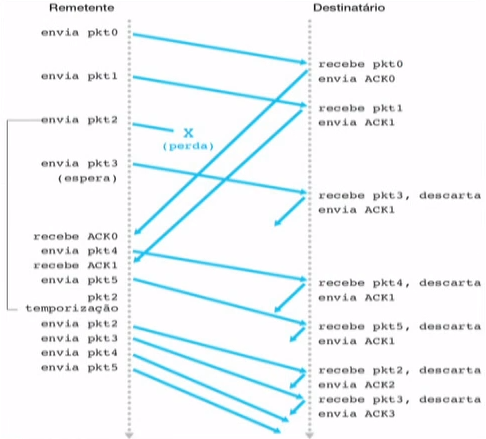 Remetente
Destinatário
envia pkt0
recebe pkt0
envia ACK0
envia pkt1
recebe pkt1
envia ACK1
envia pkt2
X
(perda)
envia pkt3
(espera)
recebe pkt3, descarta
envia ACK1
recebe ACK0
envia pkt4
recebe ACK1
envia pkt5
recebe pkt4, descarta
envia ACK1
pkt2
temporização
envia pkt2
envia pkt3
envia pkt4
envia pkt5
recebe pkt5, descarta
envia ACK1
recebe pkt2, descarta
envia ACK2
recebe pkt3, descarta
envia ACK3